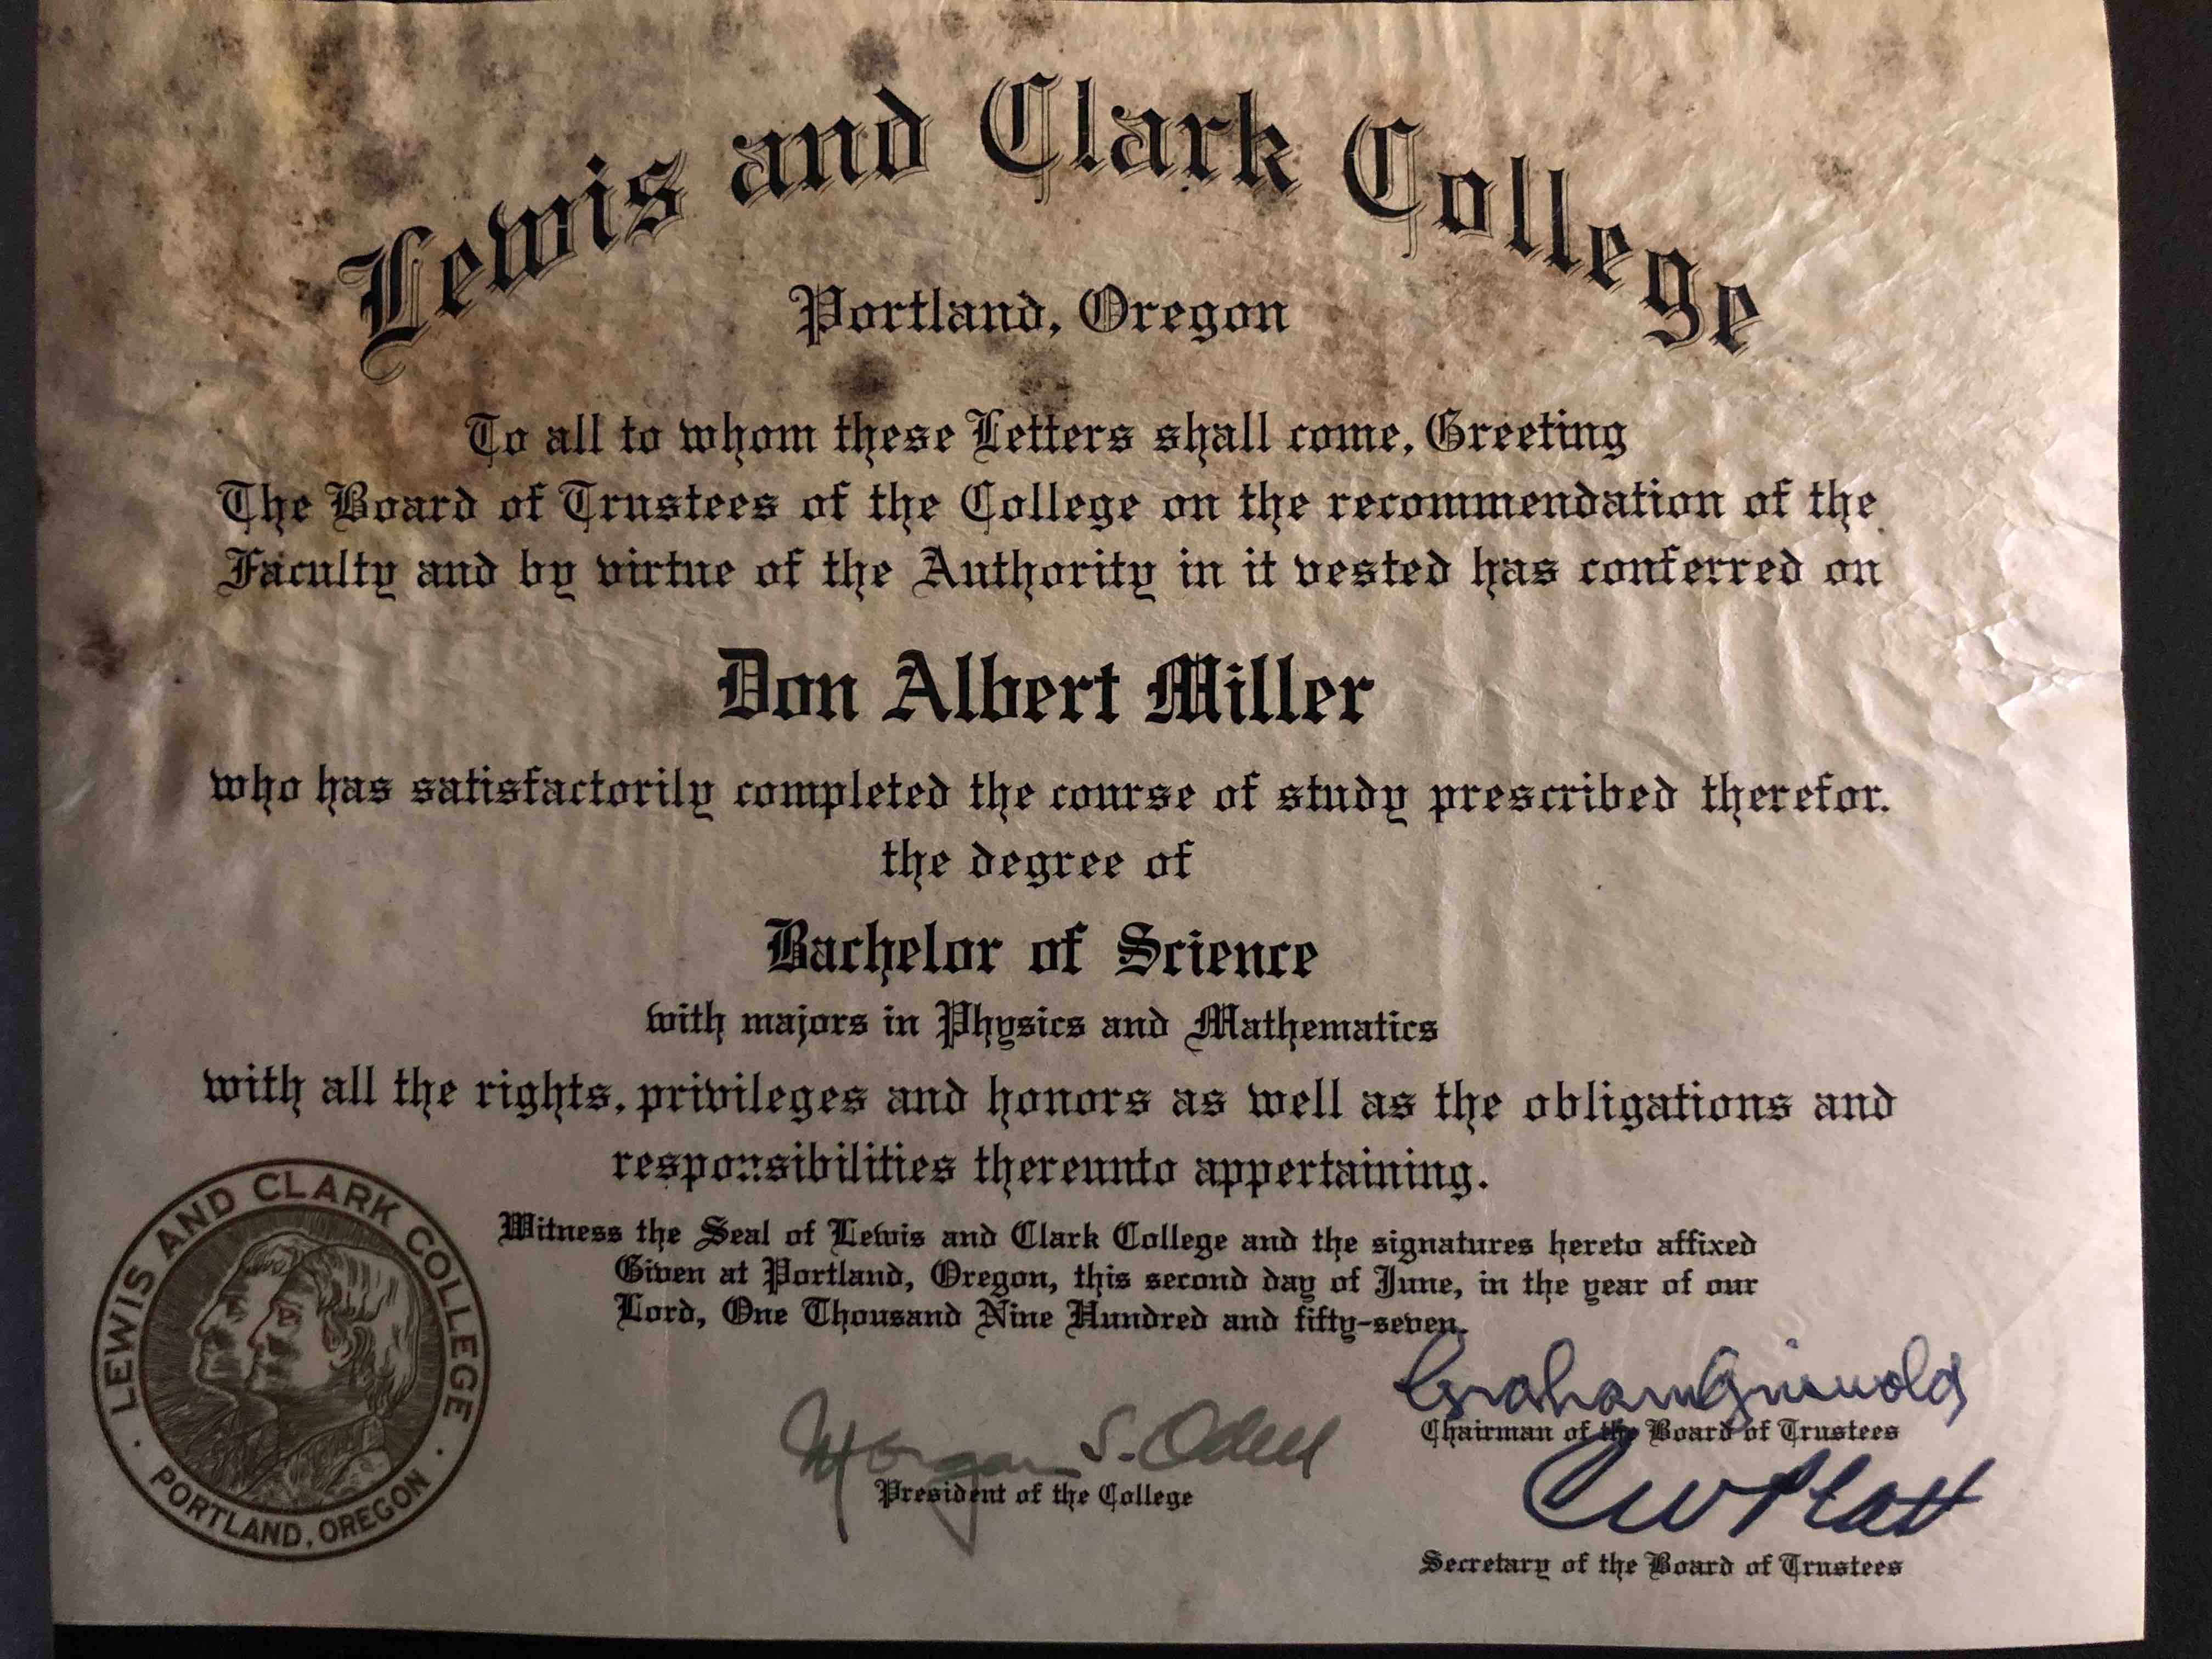 Lewis and Clark College
Portland, Oregon
To all to whom these Letters shall come, Greeting
The Board of Trustees of the College on the recommendation of the
Faculty and by virtue of the Authority in it vested has conferred on
Don Albert Miller
who has satisfactorily completed the course of study prescribed therefor,
the degree of
Bachelor of Science
with majors in Physics and Mathematics
with all the rights, privileges and honors as well as the obligations and
responsibilities thereunto appertaining.
Witness the Seal of Lewis and Clark College and the signatures hereto affixed
Given at Portland, Oregon, this second day of June, in the year of our
Lord, One Thousand Nine Hundred and fifty-seven.
LEWIS AND CLARK COLLEGE
PORTLAND, OREGON
Morgan S. Odell
President of the College
Graham Griswold
Chairman of the Board of Trustees
CW Platt
Secretary of the Board of Trustees